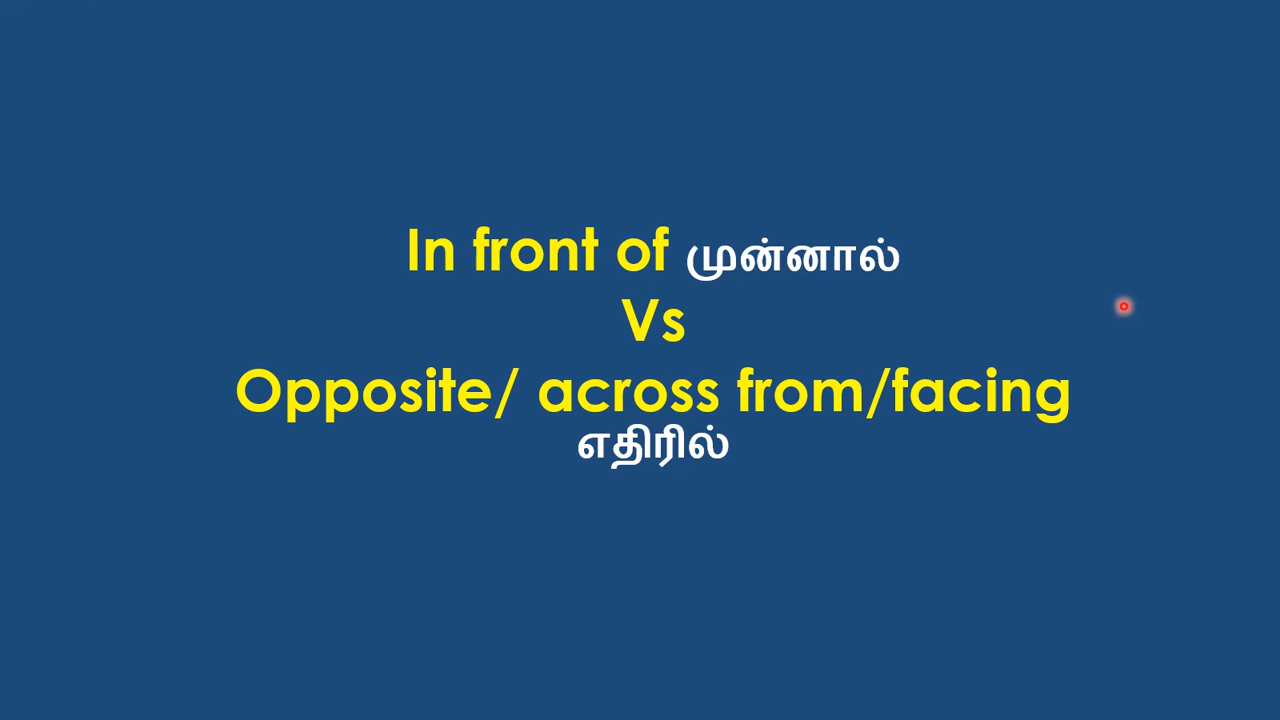 In front of முன்னால்
Vs
Opposite/ across from/facing
எதிரில்